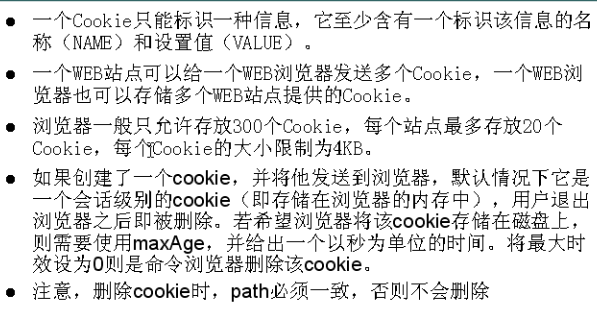 ● 一个Cookie只能标识一种信息，它至少含有一个标识该信息的名
称（NAME）和设置值（VALUE）。
● 一个WEB站点可以给一个WEB浏览器发送多个Cookie，一个WEB浏
览器也可以存储多个WEB站点提供的Cookie。
● 浏览器一般只允许存放300个Cookie，每个站点最多存放20个
Cookie，每个Cookie的大小限制为4KB。
● 如果创建了一个cookie，并将他发送到浏览器，默认情况下它是
一个会话级别的cookie（即存储在浏览器的内存中），用户退出
浏览器之后即被删除。若希望浏览器将该cookie存储在磁盘上，
则需要使用maxAge，并给出一个以秒为单位的时间。将最大时
效设为0则是命令浏览器删除该cookie。
● 注意，删除cookie时，path必须一致，否则不会删除